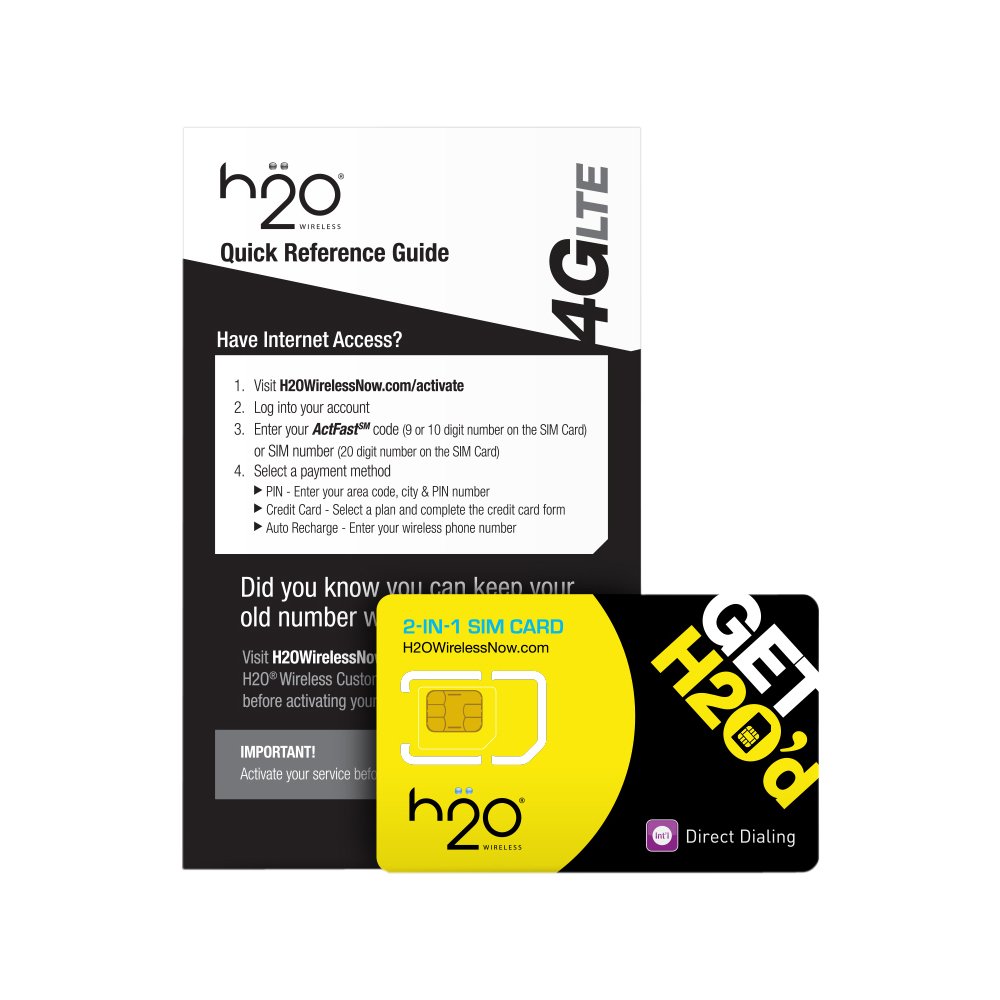 h2o®
WIRELESS
Quick Reference Guide
4GLTE
Have Internet Access?
1. Visit H2OWirelessNow.com/activate
2. Log into your account
3. Enter your ActFast℠ code (9 or 10 digit number on the SIM Card)
or SIM number (20 digit number on the SIM Card)
4. Select a payment method
▶ PIN - Enter your area code, city & PIN number
▶ Credit Card - Select a plan and complete the credit card form
▶ Auto Recharge - Enter your wireless phone number
Did you know you can keep your
old number
Visit H2OWirelessNo
H2O® Wireless Custo
before activating your
IMPORTANT!
Activate your service befo
2-IN-1 SIM CARD
H2OWirelessNow.com
h2o®
WIRELESS
GET
H2O'd
Int'l Direct Dialing